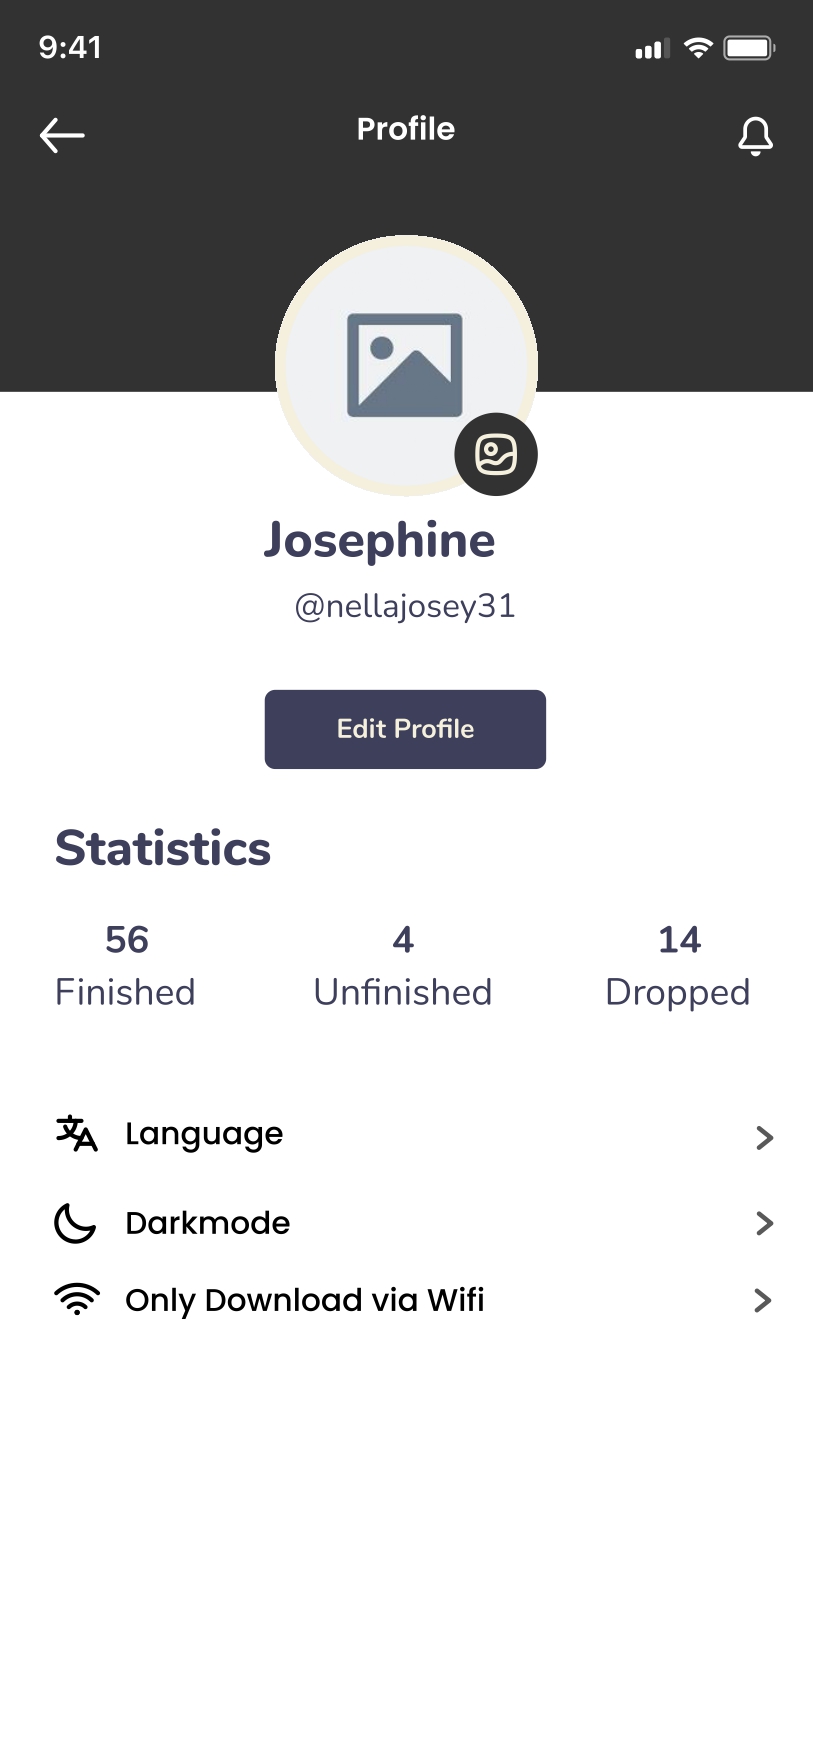 9:41
Profile
Josephine
@nellajosey31
Edit Profile
Statistics
56 4 14
Finished Unfinished Dropped
Language
Darkmode
Only Download via Wifi